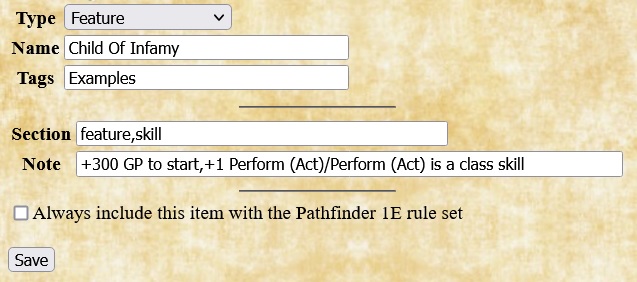 Type Feature
Name Child Of Infamy
Tags Examples
Section feature,skill
Note +300 GP to start,+1 Perform (Act)/Perform (Act) is a class skill
Always include this item with the Pathfinder 1E rule set
Save